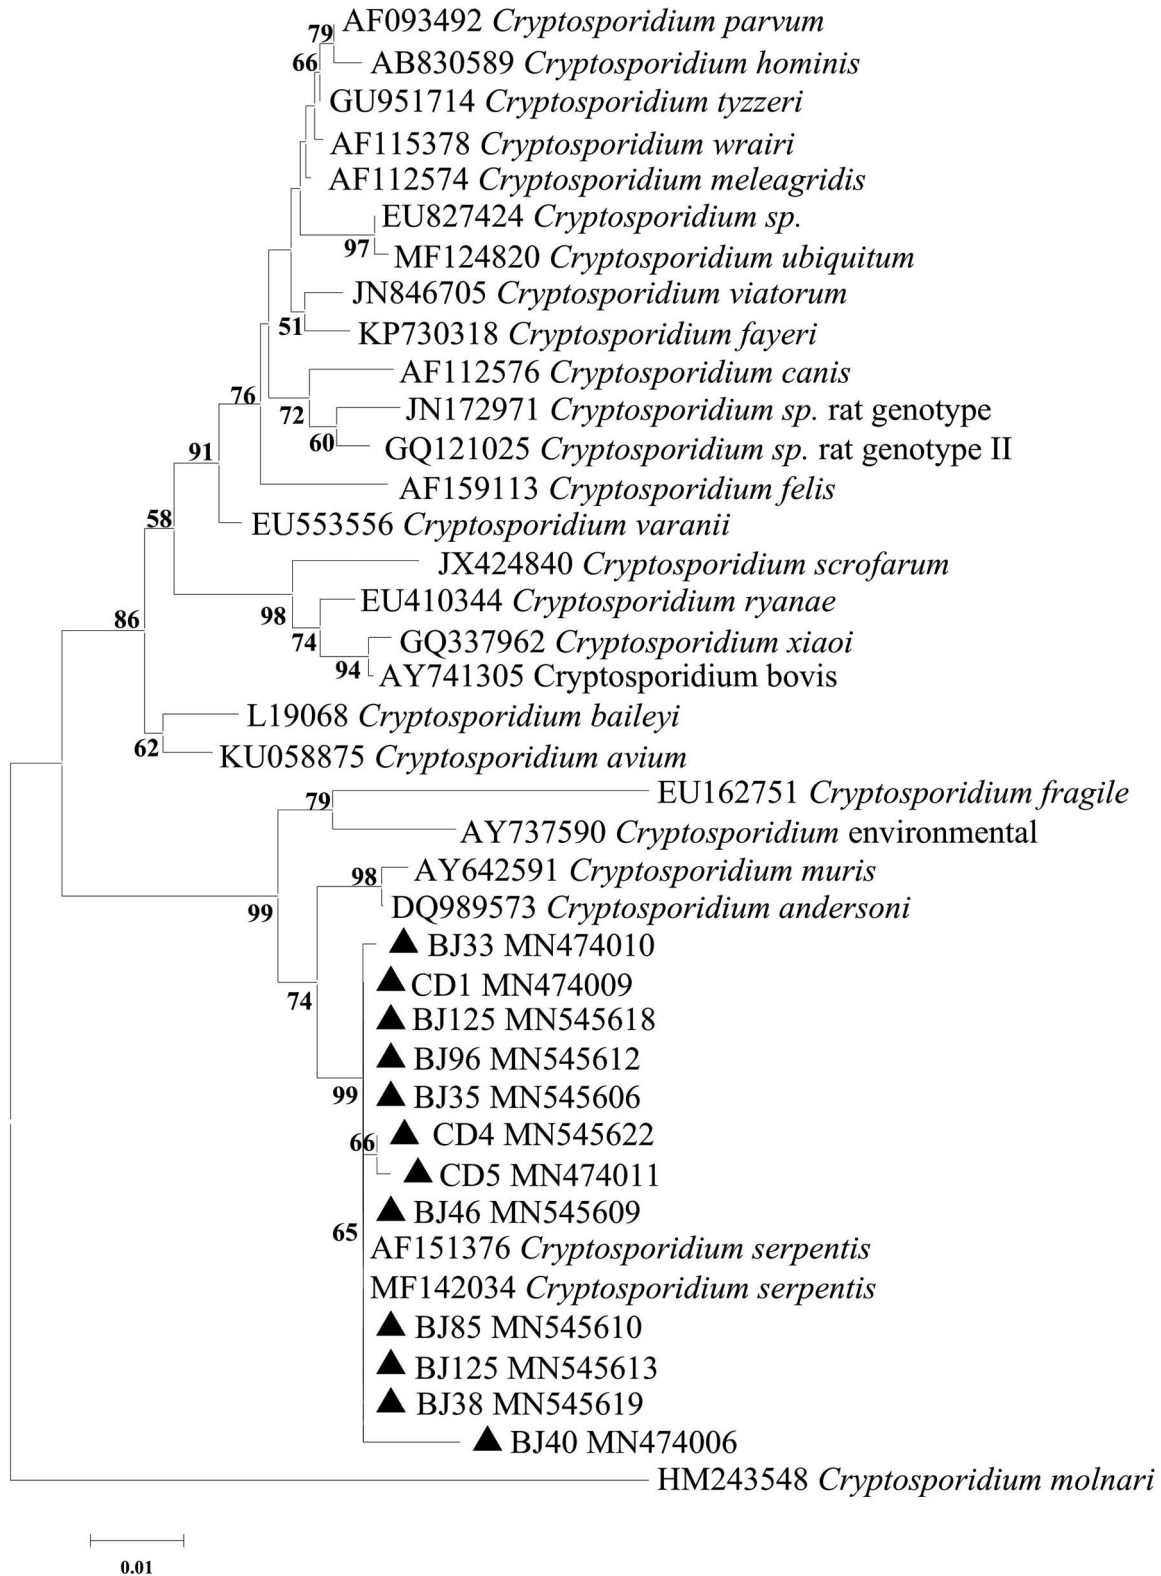 AF093492 Cryptosporidium parvum
79
AB830589 Cryptosporidium hominis
66
GU951714 Cryptosporidium tyzzeri
AF115378 Cryptosporidium wrairi
AF112574 Cryptosporidium meleagridis
EU827424 Cryptosporidium sp.
97
MF124820 Cryptosporidium ubiquitum
JN846705 Cryptosporidium viatorum
51
KP730318 Cryptosporidium fayeri
AF112576 Cryptosporidium canis
76
72
JN172971 Cryptosporidium sp. rat genotype
60
GQ121025 Cryptosporidium sp. rat genotype II
91
AF159113 Cryptosporidium felis
58
EU553556 Cryptosporidium varanii
JX424840 Cryptosporidium scrofarum
EU410344 Cryptosporidium ryanae
86
98
74
GQ337962 Cryptosporidium xiaoi
94
AY741305 Cryptosporidium bovis
L19068 Cryptosporidium baileyi
62
KU058875 Cryptosporidium avium
EU162751 Cryptosporidium fragile
79
AY737590 Cryptosporidium environmental
98
AY642591 Cryptosporidium muris
99
DQ989573 Cryptosporidium andersoni
BJ33 MN474010
CD1 MN474009
74
BJ125 MN545618
BJ96 MN545612
99
BJ35 MN545606
66
CD4 MN545622
CD5 MN474011
BJ46 MN545609
65
AF151376 Cryptosporidium serpentis
MF142034 Cryptosporidium serpentis
BJ85 MN545610
BJ125 MN545613
BJ38 MN545619
BJ40 MN474006
HM243548 Cryptosporidium molnari
0.01